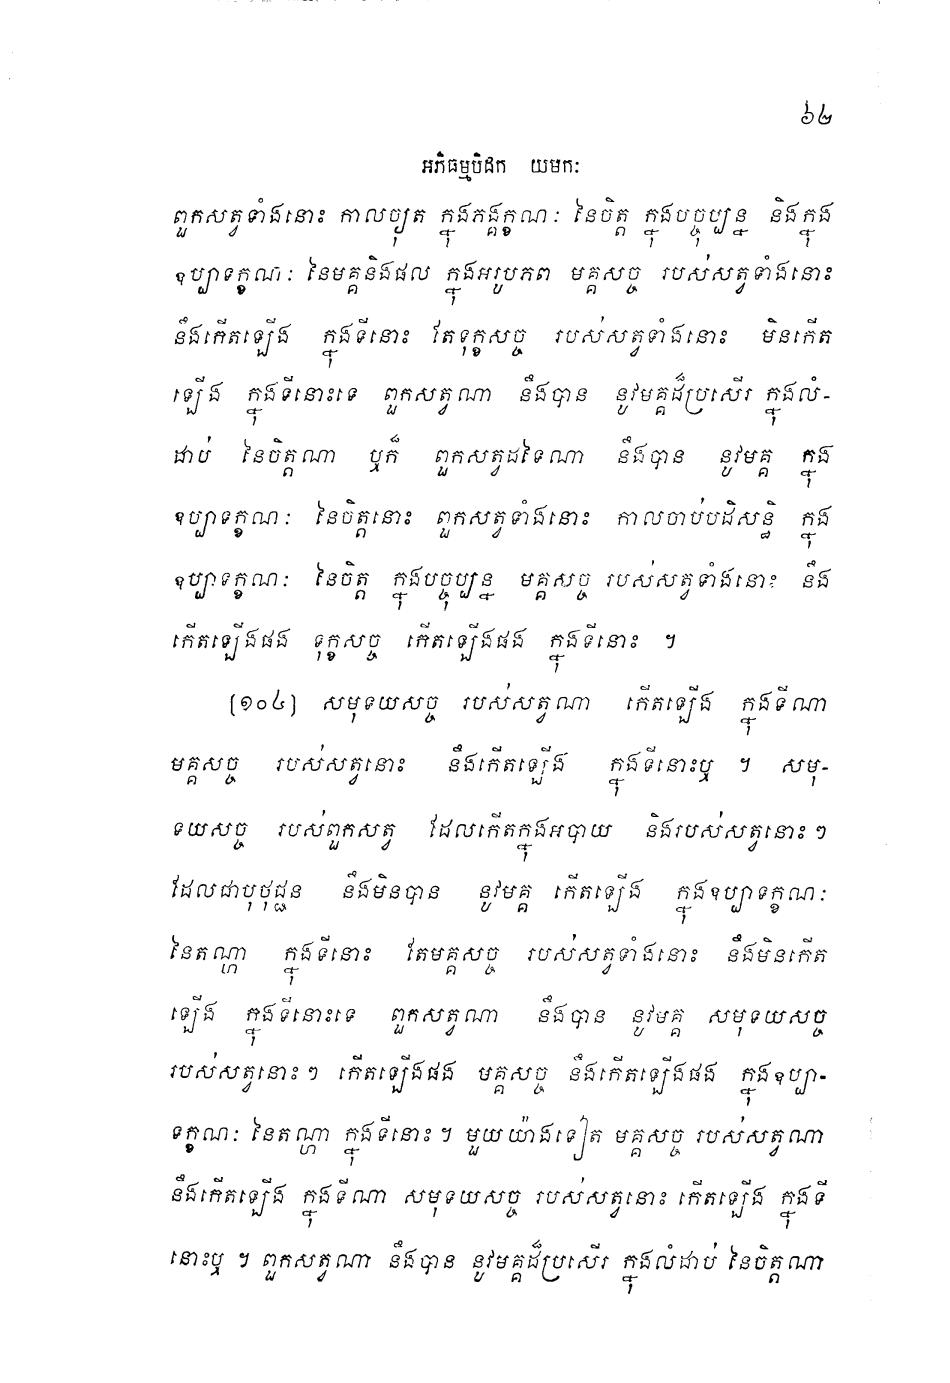 ៦២
អភិធម្មបិដក យមកៈ
ពួកសត្វទាំងនោះ កាលច្យុត ក្នុងភង្គក្ខណៈ នៃចិត្ត ក្នុងបច្ចុប្បន្ន និងក្នុង
ឧប្បាទក្ខណៈ នៃមគ្គនិងផល ក្នុងអរូបភព មគ្គសច្ច របស់សត្វទាំងនោះ
នឹងកើតឡើង ក្នុងទីនោះ តែទុក្ខសច្ច របស់សត្វទាំងនោះ មិនកើត
ឡើង ក្នុងទីនោះទេ ពួកសត្វណា នឹងបាន នូវមគ្គដ៏ប្រសើរ ក្នុងលំ-
ដាប់ នៃចិត្តណា ឬក៏ ពួកសត្វដទៃណា នឹងបាន នូវមគ្គ ក្នុង
ឧប្បាទក្ខណៈ នៃចិត្តនោះ ពួកសត្វទាំងនោះ កាលចាប់បដិសន្ធិ ក្នុង
ឧប្បាទក្ខណៈ នៃចិត្ត ក្នុងបច្ចុប្បន្ន មគ្គសច្ច របស់សត្វទាំងនោះ នឹង
កើតឡើងផង ទុក្ខសច្ច កើតឡើងផង ក្នុងទីនោះ ។
[១០៤] សមុទយសច្ច របស់សត្វណា កើតឡើង ក្នុងទីណា
មគ្គសច្ច របស់សត្វនោះ នឹងកើតឡើង ក្នុងទីនោះឬ ។ សមុ-
ទយសច្ច របស់ពួកសត្វ ដែលកើតក្នុងអបាយ និងរបស់សត្វនោះៗ
ដែលជាបុថុជ្ជន នឹងមិនបាន នូវមគ្គ កើតឡើង ក្នុងឧប្បាទក្ខណៈ
នៃតណ្ហា ក្នុងទីនោះ តែមគ្គសច្ច របស់សត្វទាំងនោះ នឹងមិនកើត
ឡើង ក្នុងទីនោះទេ ពួកសត្វណា នឹងបាន នូវមគ្គ សមុទយសច្ច
របស់សត្វនោះៗ កើតឡើងផង មគ្គសច្ច នឹងកើតឡើងផង ក្នុងឧប្បា-
ទក្ខណៈ នៃតណ្ហា ក្នុងទីនោះ ។ មួយយ៉ាងទៀត មគ្គសច្ច របស់សត្វណា
នឹងកើតឡើង ក្នុងទីណា សមុទយសច្ច របស់សត្វនោះ កើតឡើង ក្នុងទី
នោះឬ ។ ពួកសត្វណា នឹងបាន នូវមគ្គដ៏ប្រសើរ ក្នុងលំដាប់ នៃចិត្តណា